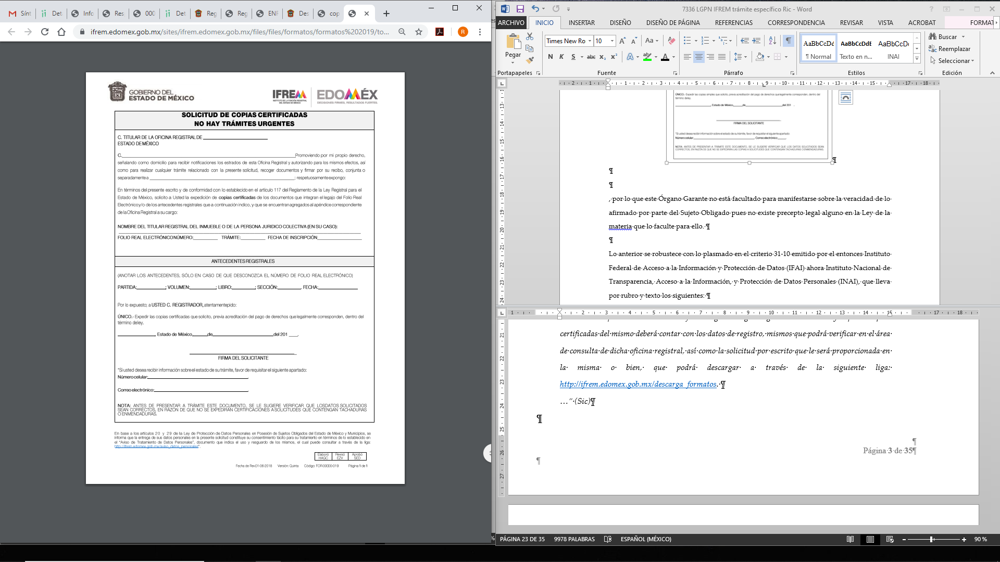 Sínt
Det
Info
Res
000
Det
Reg
Reg
ENF
Des
cop
ifrem.edomex.gob.mx/sites/ifrem.edomex.gob.mx/files/files/formatos/formatos%202019/to...
R
GOBIERNO DEL
ESTADO DE MÉXICO
IFREM
INSTITUTO DE LA FUNCIÓN REGISTRAL
DEL ESTADO DE MÉXICO
EDOMÉX
DECISIONES FIRMES, RESULTADOS FUERTES.
SOLICITUD DE COPIAS CERTIFICADAS
NO HAY TRÁMITES URGENTES
C. TITULAR DE LA OFICINA REGISTRAL DE
ESTADO DE MÉXICO
C. Promoviendo por mi propio derecho,
señalando como domicilio para recibir notificaciones los estrados de esta Oficina Registral y autorizando para los mismos efectos, así
como para realizar cualquier trámite relacionado con la presente solicitud, recoger documentos y firmar por su recibo, conjunta o
separadamente a ; respetuosamente expongo:
En términos del presente escrito y de conformidad con lo establecido en el artículo 117 del Reglamento de la Ley Registral para el
Estado de México, solicito a Usted la expedición de copias certificadas de los documentos que integran el legajo del Folio Real
Electrónico y/o de los antecedentes registrales que a continuación indico, y que se encuentran agregados al apéndice correspondiente
de la Oficina Registral a su cargo:
NOMBRE DEL TITULAR REGISTRAL DEL INMUEBLE O DE LA PERSONA JURIDICO COLECTIVA (EN SU CASO):
FOLIO REAL ELECTRÓNICO NÚMERO: TRÁMITE: FECHA DE INSCRIPCIÓN
ANTECEDENTES REGISTRALES
(ANOTAR LOS ANTECEDENTES, SÓLO EN CASO DE QUE DESCONOZCA EL NÚMERO DE FOLIO REAL ELECTRÓNICO)
PARTIDA: ; VOLUMEN: ; LIBRO: ; SECCIÓN: , FECHA:
Por lo expuesto; a USTED C. REGISTRADOR, atentamente pido:
ÚNICO.- Expedir las copias certificadas que solicito, previa acreditación del pago de derechos que legalmente corresponden, dentro del
término de ley.
, Estado de México, de del 201 .
FIRMA DEL SOLICITANTE
*Si usted desea recibir información sobre el estado de su trámite, favor de requisitar el siguiente apartado:
Número celular: .
Correo electrónico: .
NOTA: ANTES DE PRESENTAR A TRÁMITE ESTE DOCUMENTO, SE LE SUGIERE VERIFICAR QUE LOS DATOS SOLICITADOS
SEAN CORRECTOS, EN RAZÓN DE QUE NO SE EXPEDIRÁN CERTIFICACIONES A SOLICITUDES QUE CONTENGAN TACHADURAS
O ENMENDADURAS.
En base a los artículos 20 y 29 de la Ley de Protección de Datos Personales en Posesión de Sujetos Obligados del Estado de México y Municipios, se
informa que la entrega de sus datos personales en la presente solicitud constituye su consentimiento tácito para su tratamiento en términos de lo establecido en
el "Aviso de Tratamiento de Datos Personales", documento que indica el uso y resguardo de los mismos, el cual puede consultar a través de la liga:
http://ifrem.edomex.gob.mx/aviso_datos_personales".
Elaboró Revisó Aprobó
HAGC EZV SED
Fecha de Rev.01-06-2018 Versión: Quinta Código FOR-30000-019 Página 1 de 1
7336 LGPN IFREM trámite específico Ric - Word
ARCHIVO INICIO INSERTAR DISEÑO DISEÑO DE PÁGINA REFERENCIAS CORRESPONDENCIA REVISAR VISTA ACROBAT FORMAT
Pegar
Times New Ro 10
N K S abc
AaBbCcDd AaBbCcDdE AaBbCcDd
¶ Normal Texto en n... INAI
Buscar
Reemplazar
Seleccionar
Portapapeles Fuente Párrafo Estilos Edición
ÚNICO.- Expedir las copias simples que solicito, previa acreditación del pago de derechos que legalmente corresponden, dentro del
término de ley.
Estado de México, de del 201 .
FIRMA DEL SOLICITANTE
*Si usted desea recibir información sobre el estado de su trámite, favor de requisitar el siguiente apartado:
Número celular: Correo electrónico:
NOTA: ANTES DE PRESENTAR A TRÁMITE ESTE DOCUMENTO, SE LE SUGIERE VERIFICAR QUE LOS DATOS SOLICITADOS SEAN
CORRECTOS, EN RAZÓN DE QUE NO SE EXPEDIRÁN LAS COPIAS A SOLICITUDES QUE CONTENGAN TACHADURAS O ENMENDADURAS.
, por lo que este Órgano Garante no está facultado para manifestarse sobre la veracidad de lo
afirmado por parte del Sujeto Obligado pues no existe precepto legal alguno en la Ley de la
materia que lo faculte para ello. ¶
Lo anterior se robustece con lo plasmado en el criterio 31-10 emitido por el entonces Instituto
Federal de Acceso a la Información y Protección de Datos (IFAI) ahora Instituto Nacional de
Transparencia, Acceso a la Información, y Protección de Datos Personales (INAI), que lleva
por rubro y texto los siguientes: ¶
certificadas del mismo deberá contar con los datos de registro, mismos que podrá verificar en el área
de consulta de dicha oficina registral, así como la solicitud por escrito que le será proporcionada en
la misma o bien, que podrá descargar a través de la siguiente liga:
http://ifrem.edomex.gob.mx/descarga_formatos. ¶
…" (Sic)¶
Página 3 de 35¶
PÁGINA 23 DE 35 9978 PALABRAS ESPAÑOL (MÉXICO) 90 %